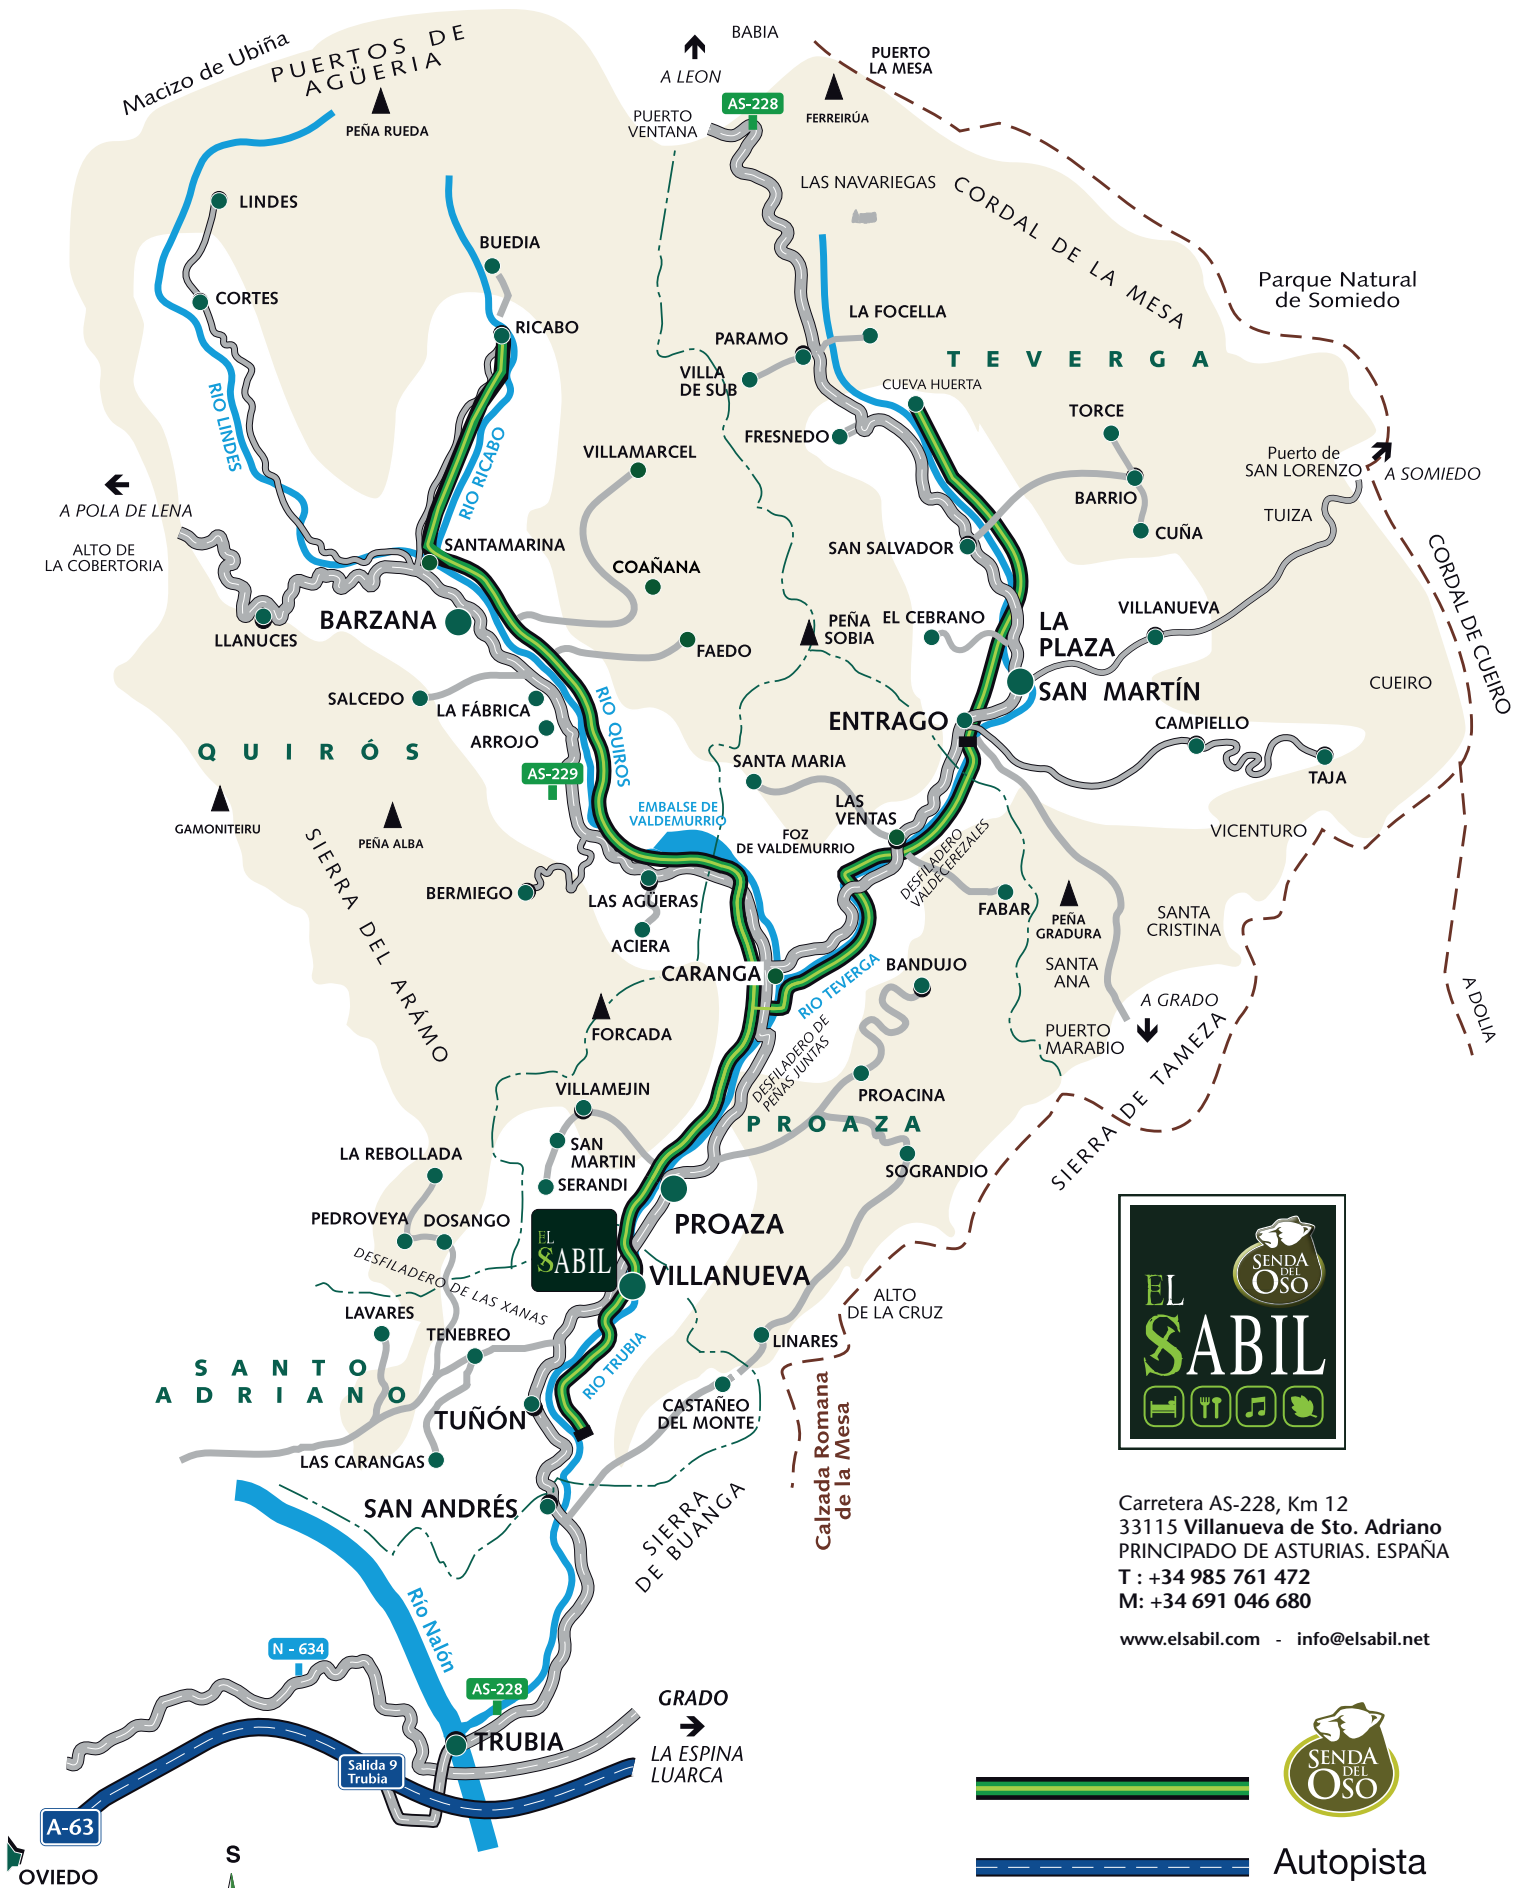 BABIA
Macizo de Ubiña
PUERTOS DE
AGÜERIA
PEÑA RUEDA
A LEON
PUERTO
LA MESA
AS-228
PUERTO
VENTANA
FERREIRÚA
LINDES
LAS NAVARIEGAS
CORDAL DE LA MESA
BUEDIA
CORTES
RICABO
Parque Natural
de Somiedo
LA FOCELLA
PARAMO
TEVERGA
VILLA
DE SUB
CUEVA HUERTA
TORCE
RIO LINDES
RIO RICABO
FRESNEDO
VILLAMARCEL
Puerto de
SAN LORENZO
A SOMIEDO
BARRIO
A POLA DE LENA
TUIZA
CUÑA
ALTO DE
LA COBERTORIA
SANTAMARINA
SAN SALVADOR
COAÑANA
CORDAL DE CUEIRO
BARZANA
LLANUCES
PEÑA
SOBIA
EL CEBRANO
LA
PLAZA
VILLANUEVA
FAEDO
SALCEDO
LA FÁBRICA
SAN MARTÍN
CUEIRO
ARROJO
RIO QUIROS
ENTRAGO
CAMPIELLO
QUIRÓS
AS-229
SANTA MARIA
TAJA
GAMONITEIRU
PEÑA ALBA
EMBALSE DE
VALDEMURRIO
LAS
VENTAS
FOZ
DE VALDEMURRIO
VICENTURO
SIERRA DEL ARÁMO
DESFILADERO
VALDECEREZALES
BERMIEGO
LAS AGÜERAS
FABAR
PEÑA
GRADURA
SANTA
CRISTINA
ACIERA
CARANGA
RIO TEVERGA
BANDUJO
SANTA
ANA
A GRADO
A DOLIA
FORCADA
PUERTO
MARABIO
DESFILADERO DE
PEÑAS JUNTAS
SIERRA DE TAMEZA
VILLAMEJIN
PROACINA
PROAZA
LA REBOLLADA
SAN
MARTIN
SOGRANDIO
SERANDI
PEDROVEYA
DOSANGO
PROAZA
EL
SABIL
DESFILADERO DE LAS XANAS
VILLANUEVA
SENDA
DEL
OSO
EL
SABIL
LAVARES
TENEBREO
ALTO
DE LA CRUZ
LINARES
SANTO
ADRIANO
RIO TRUBIA
TUÑÓN
CASTAÑEO
DEL MONTE
Calzada Romana
de la Mesa
LAS CARANGAS
SAN ANDRÉS
SIERRA
DE BUANGA
Carretera AS-228, Km 12
33115 Villanueva de Sto. Adriano
PRINCIPADO DE ASTURIAS. ESPAÑA
T : +34 985 761 472
M: +34 691 046 680
www.elsabil.com - info@elsabil.net
Río Nalón
N - 634
AS-228
GRADO
TRUBIA
LA ESPINA
LUARCA
Salida 9
Trubia
SENDA
DEL
OSO
A-63
S
OVIEDO
Autopista